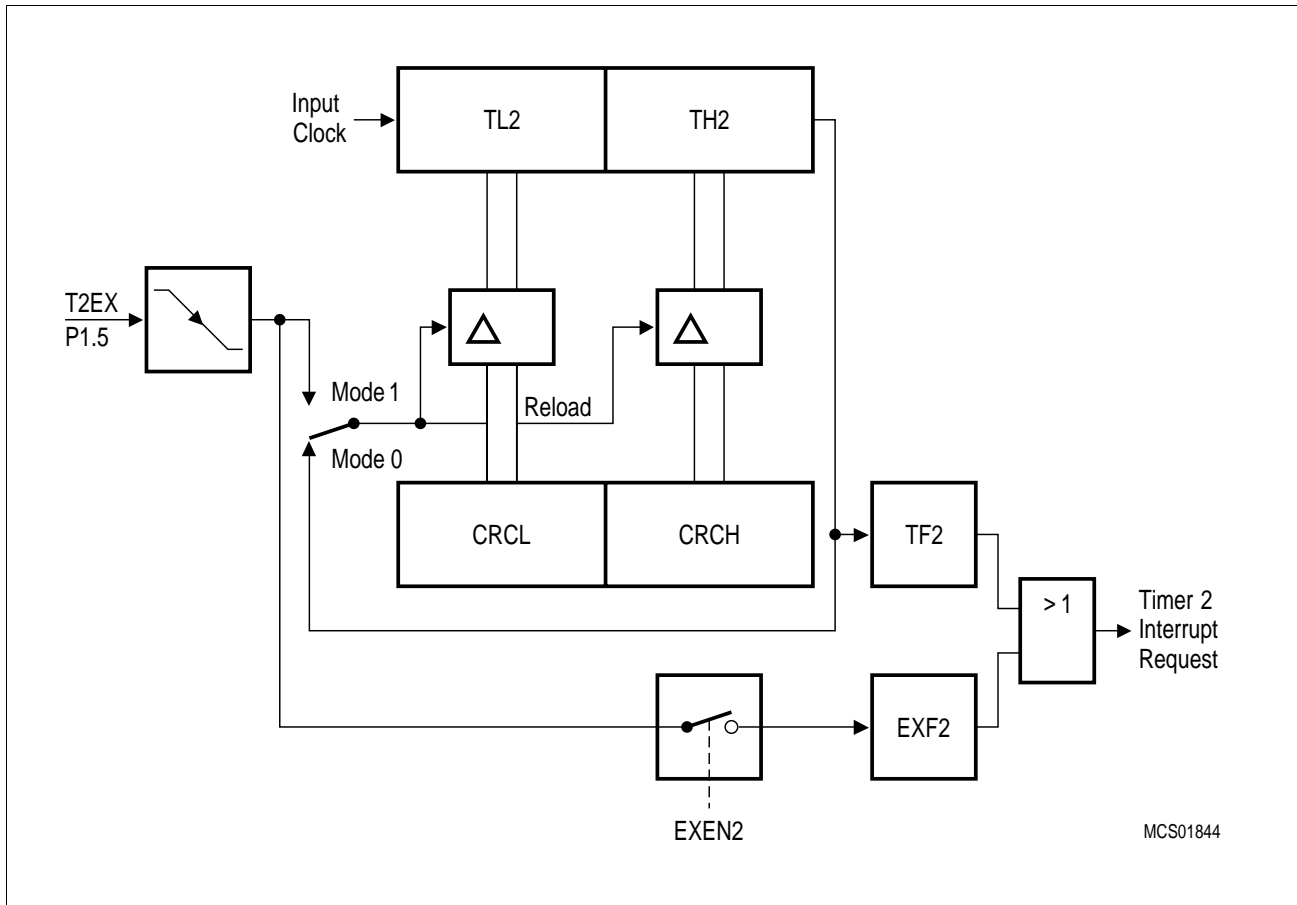 Input
Clock
TL2
TH2
T2EX
P1.5
Mode 1
Reload
Mode 0
CRCL
CRCH
TF2
> 1
Timer 2
Interrupt
Request
EXF2
EXEN2
MCS01844